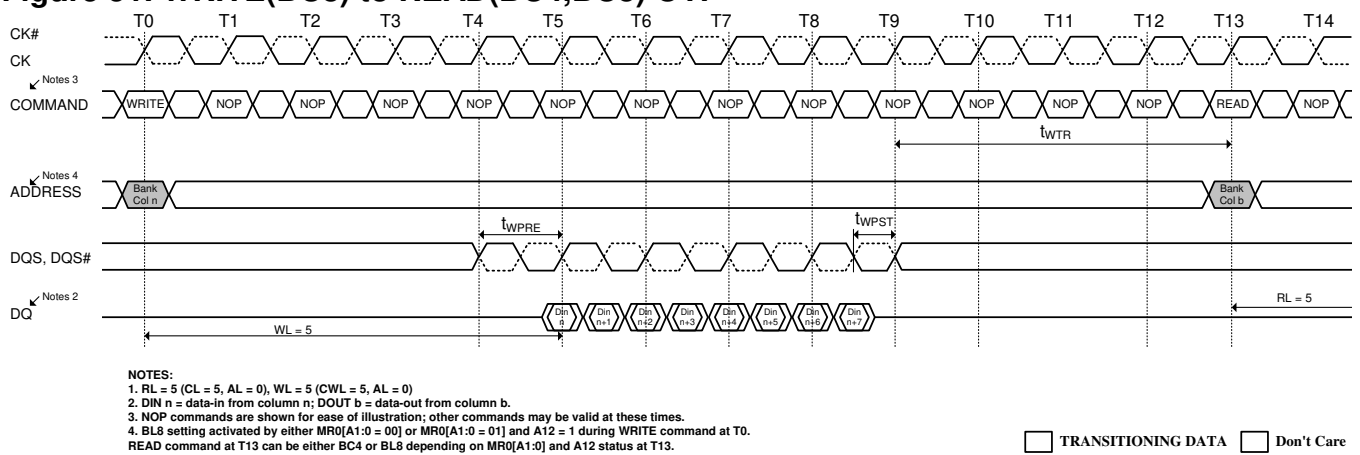 T0 T1 T2 T3 T4 T5 T6 T7 T8 T9 T10 T11 T12 T13 T14
CK#
CK
Notes 3
COMMAND WRITE NOP NOP NOP NOP NOP NOP NOP NOP NOP NOP NOP NOP READ NOP
tWTR
Notes 4
ADDRESS
Bank
Col n
Bank
Col b
tWPRE
tWPST
DQS, DQS#
Notes 2
DQ
Din
n
Din
n+1
Din
n+2
Din
n+3
Din
n+4
Din
n+5
Din
n+6
Din
n+7
RL = 5
WL = 5
NOTES:
1. RL = 5 (CL = 5, AL = 0), WL = 5 (CWL = 5, AL = 0)
2. DIN n = data-in from column n; DOUT b = data-out from column b.
3. NOP commands are shown for ease of illustration; other commands may be valid at these times.
4. BL8 setting activated by either MR0[A1:0 = 00] or MR0[A1:0 = 01] and A12 = 1 during WRITE command at T0.
READ command at T13 can be either BC4 or BL8 depending on MR0[A1:0] and A12 status at T13.
TRANSITIONING DATA Don't Care